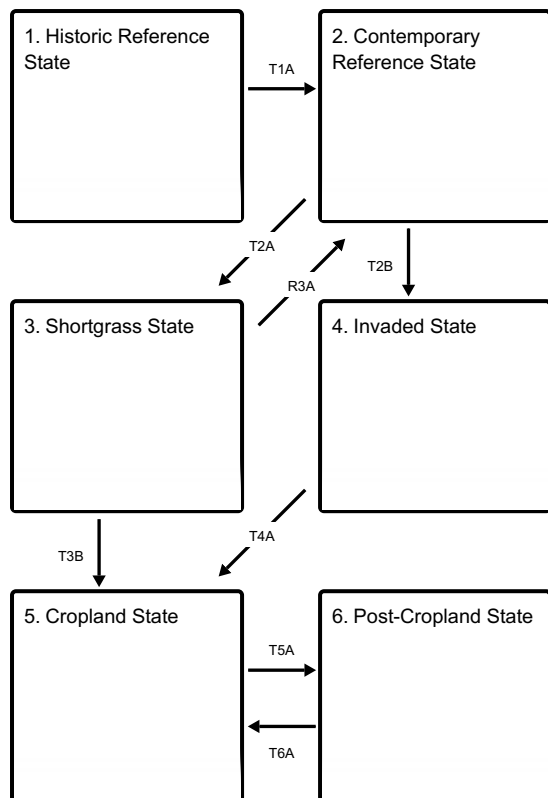 1. Historic Reference
State
T1A
2. Contemporary
Reference State
T2A
R3A
T2B
3. Shortgrass State
4. Invaded State
T3B
T4A
5. Cropland State
T5A
6. Post-Cropland State
T6A